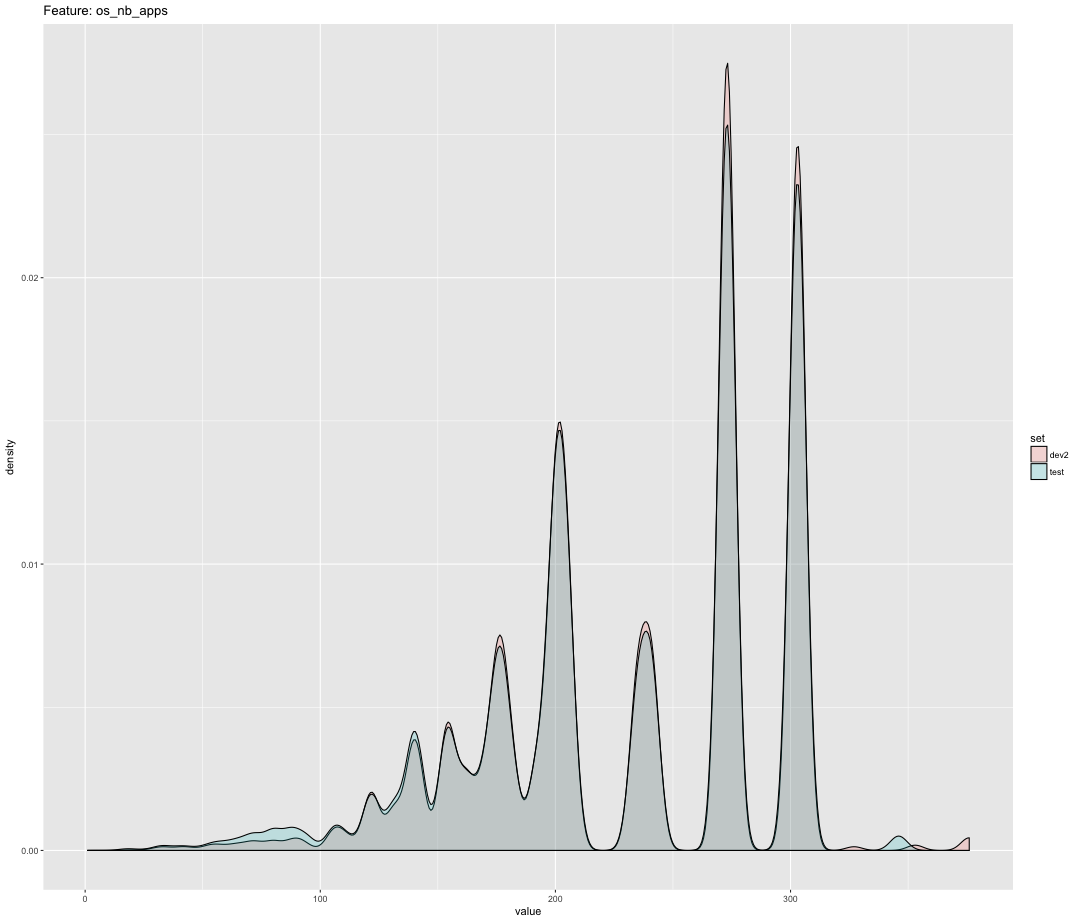 Feature: os_nb_apps
density
0.02
0.01
0.00
0
100
200
300
value
set
dev2
test